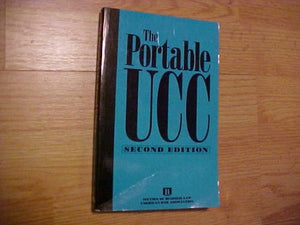 The
Portable
UCC
SECOND EDITION
SECTION OF BUSINESS LAW
AMERICAN BAR ASSOCIATION